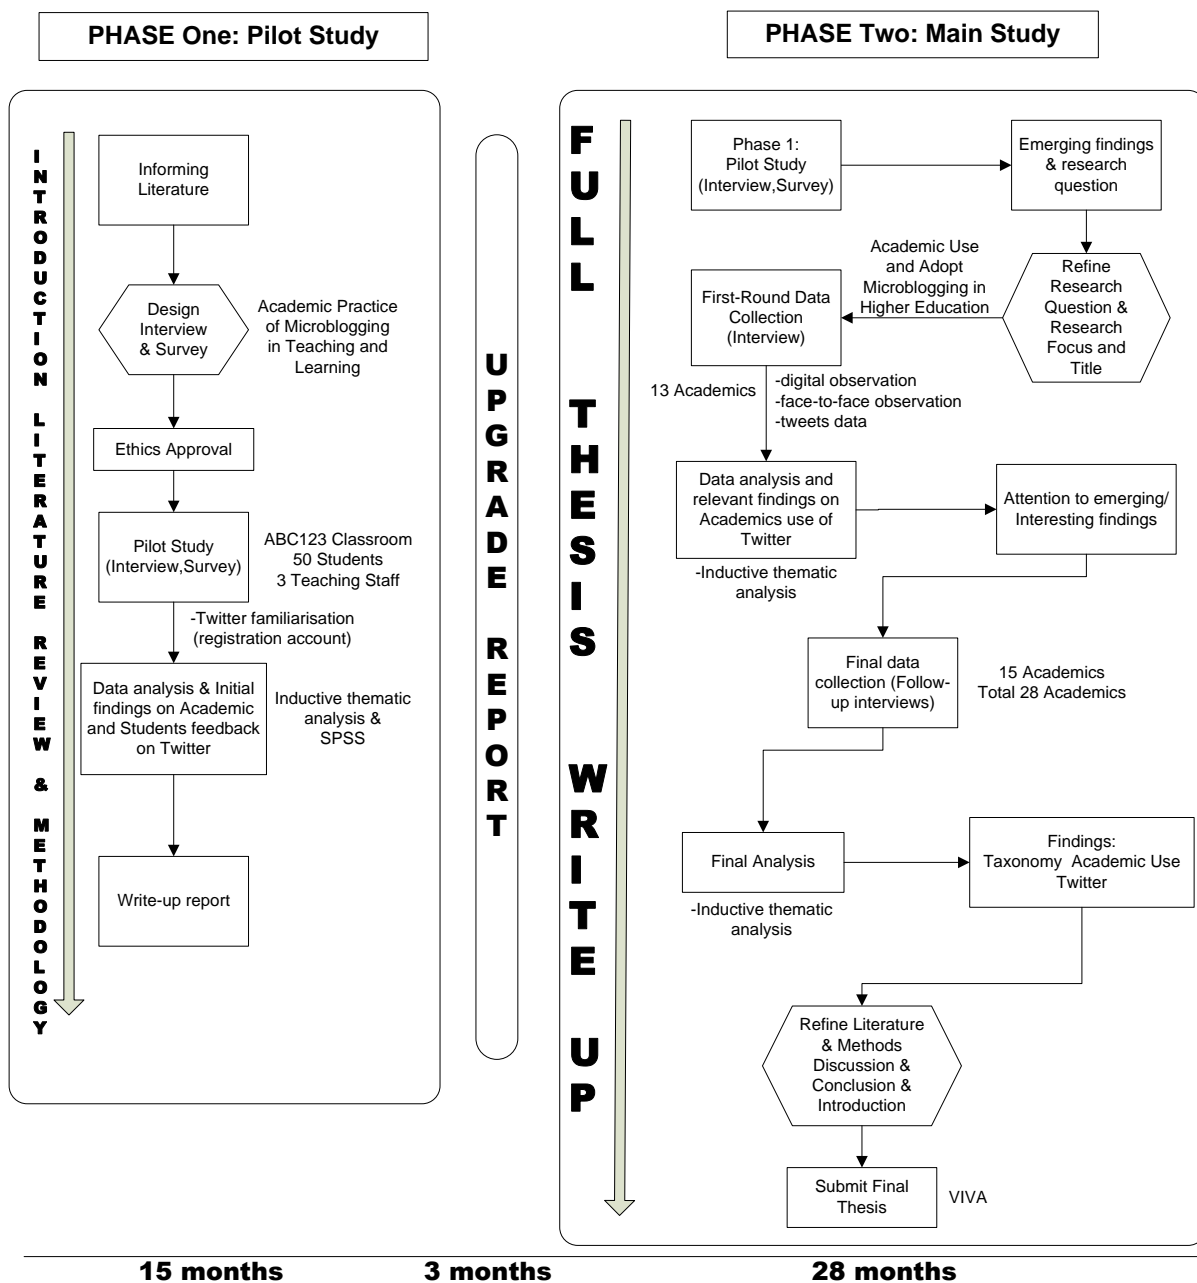 PHASE One: Pilot Study
PHASE Two: Main Study
INTRODUCTION LITERATURE REVIEW & METHODOLOGY
Informing
Literature
Design
Interview
& Survey
Academic Practice
of Microblogging
in Teaching and
Learning
Ethics Approval
Pilot Study
(Interview,Survey)
ABC123 Classroom
50 Students
3 Teaching Staff
-Twitter familiarisation
(registration account)
Data analysis & Initial
findings on Academic
and Students feedback
on Twitter
Inductive thematic
analysis &
SPSS
Write-up report
UPGRADE REPORT
FULL THESIS WRITE UP
Phase 1:
Pilot Study
(Interview,Survey)
Emerging findings
& research
question
Academic Use
and Adopt
Microblogging in
Higher Education
Refine
Research
Question &
Research
Focus and
Title
First-Round Data
Collection
(Interview)
13 Academics
-digital observation
-face-to-face observation
-tweets data
Data analysis and
relevant findings on
Academics use of
Twitter
Attention to emerging/
Interesting findings
-Inductive thematic
analysis
Final data
collection (Follow-
up interviews)
15 Academics
Total 28 Academics
Final Analysis
Findings:
Taxonomy Academic Use
Twitter
-Inductive thematic
analysis
Refine Literature
& Methods
Discussion &
Conclusion &
Introduction
Submit Final
Thesis
VIVA
15 months
3 months
28 months